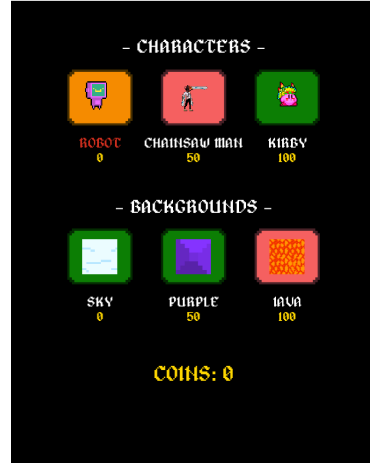 - CHARACTERS -
ROBOT CHAINSAW MAN KIRBY
0 50 100
- BACKGROUNDS -
SKY PURPLE lAVA
0 50 100
COINS: 0